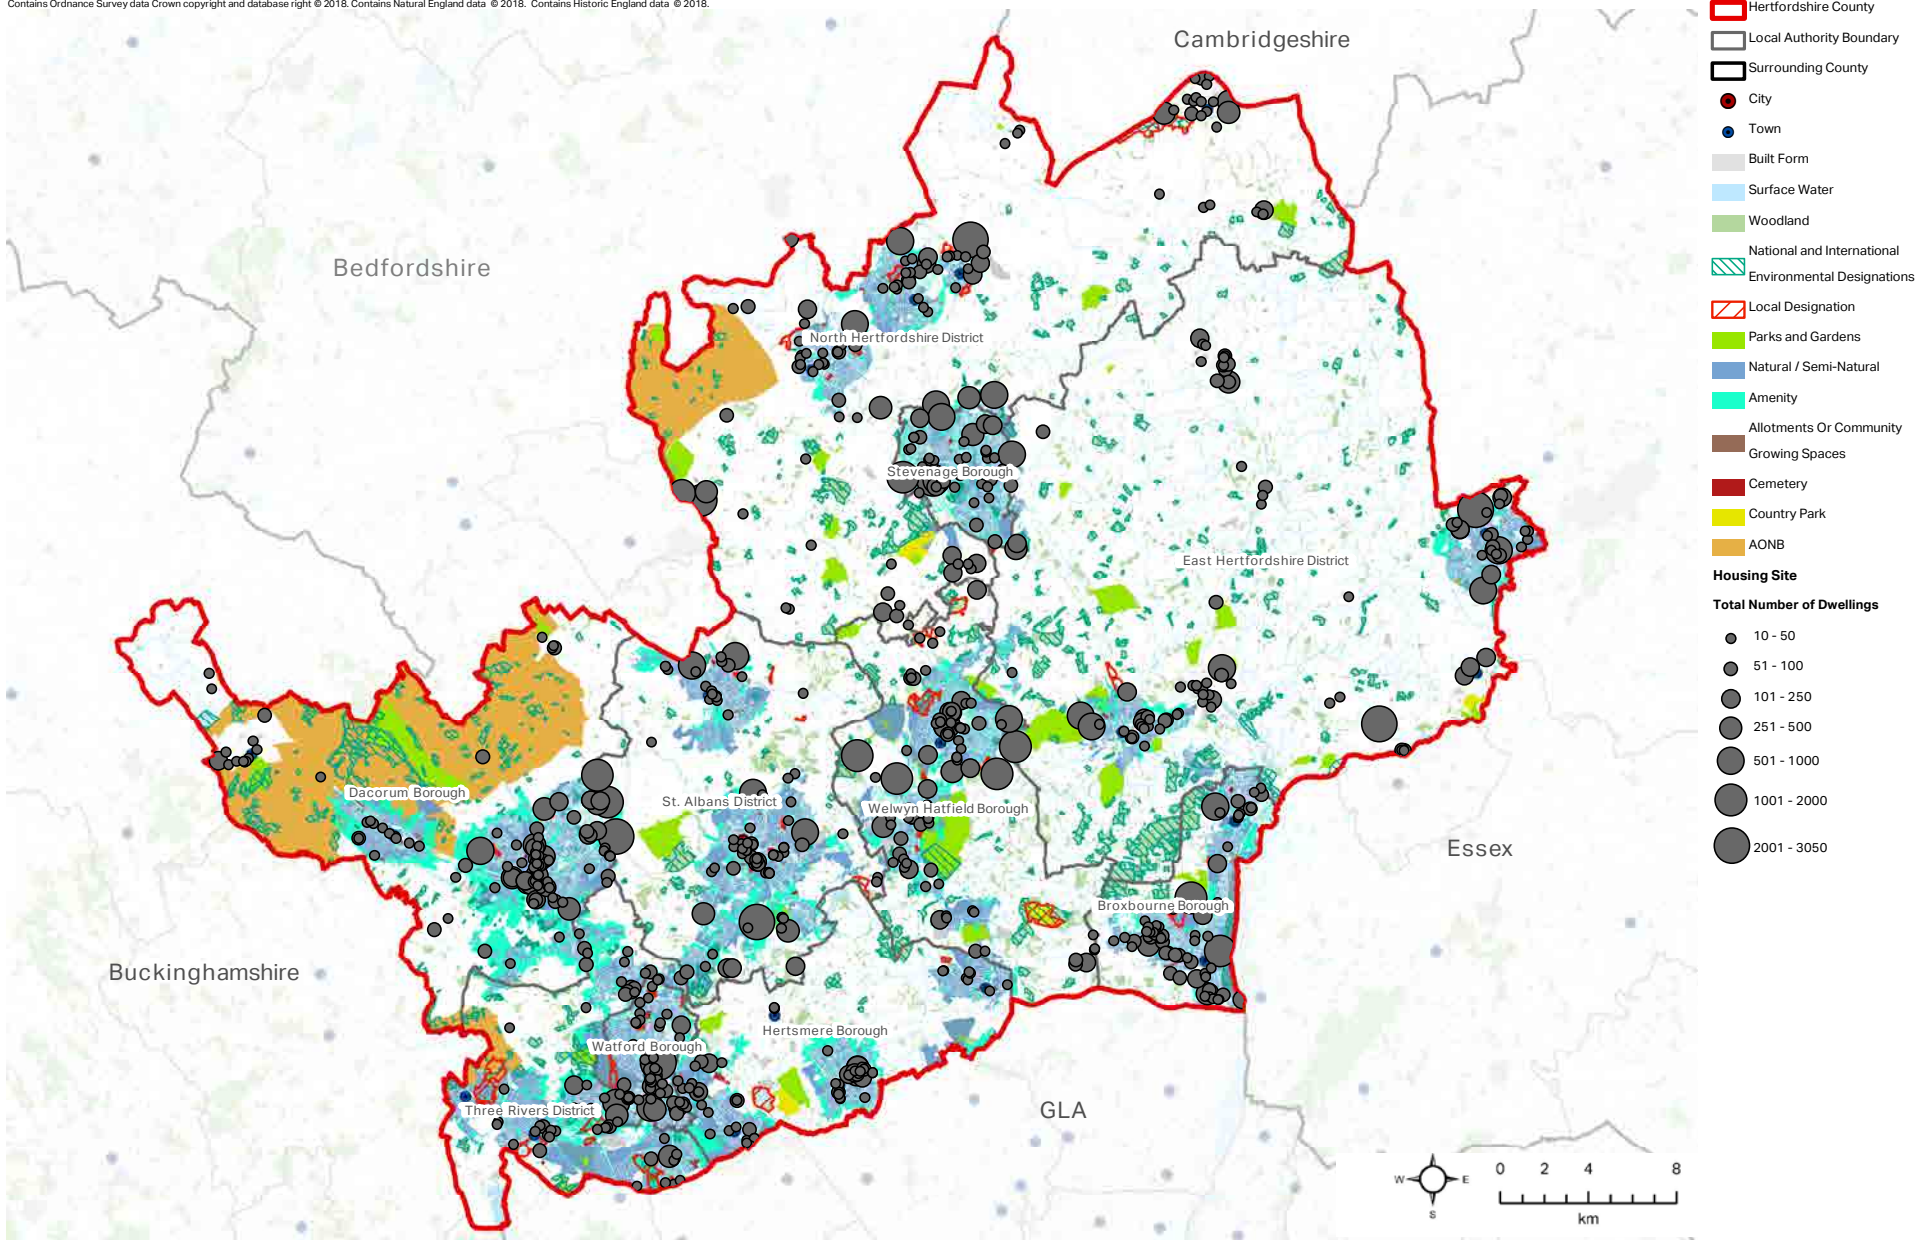 Contains Ordnance Survey data Crown copyright and database right © 2018. Contains Natural England data © 2018. Contains Historic England data © 2018.
Hertfordshire County
Local Authority Boundary
Surrounding County
City
Town
Built Form
Surface Water
Woodland
National and International
Environmental Designations
Local Designation
Parks and Gardens
Natural / Semi-Natural
Amenity
Allotments Or Community
Growing Spaces
Cemetery
Country Park
AONB
Housing Site
Total Number of Dwellings
10 - 50
51 - 100
101 - 250
251 - 500
501 - 1000
1001 - 2000
2001 - 3050
Cambridgeshire
Bedfordshire
North Hertfordshire District
Stevenage Borough
East Hertfordshire District
Dacorum Borough
St. Albans District
Welwyn Hatfield Borough
Essex
Broxbourne Borough
Buckinghamshire
Hertsmere Borough
Watford Borough
Three Rivers District
GLA
W
E
S
0 2 4 8
km